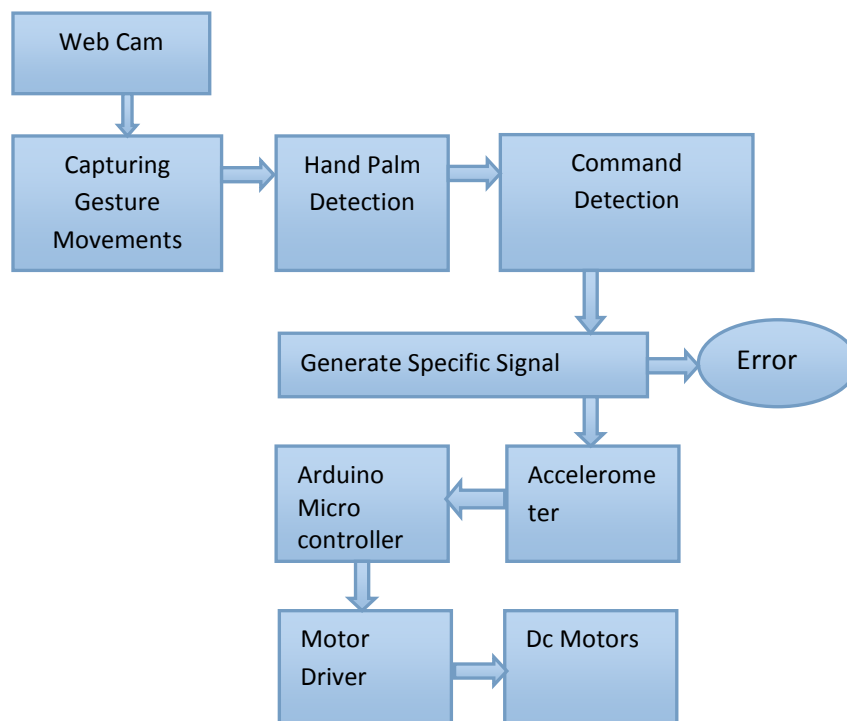 Web Cam
Capturing
Gesture
Movements
Hand Palm
Detection
Command
Detection
Generate Specific Signal
Error
Accelerome
ter
Arduino
Micro
controller
Motor
Driver
Dc Motors